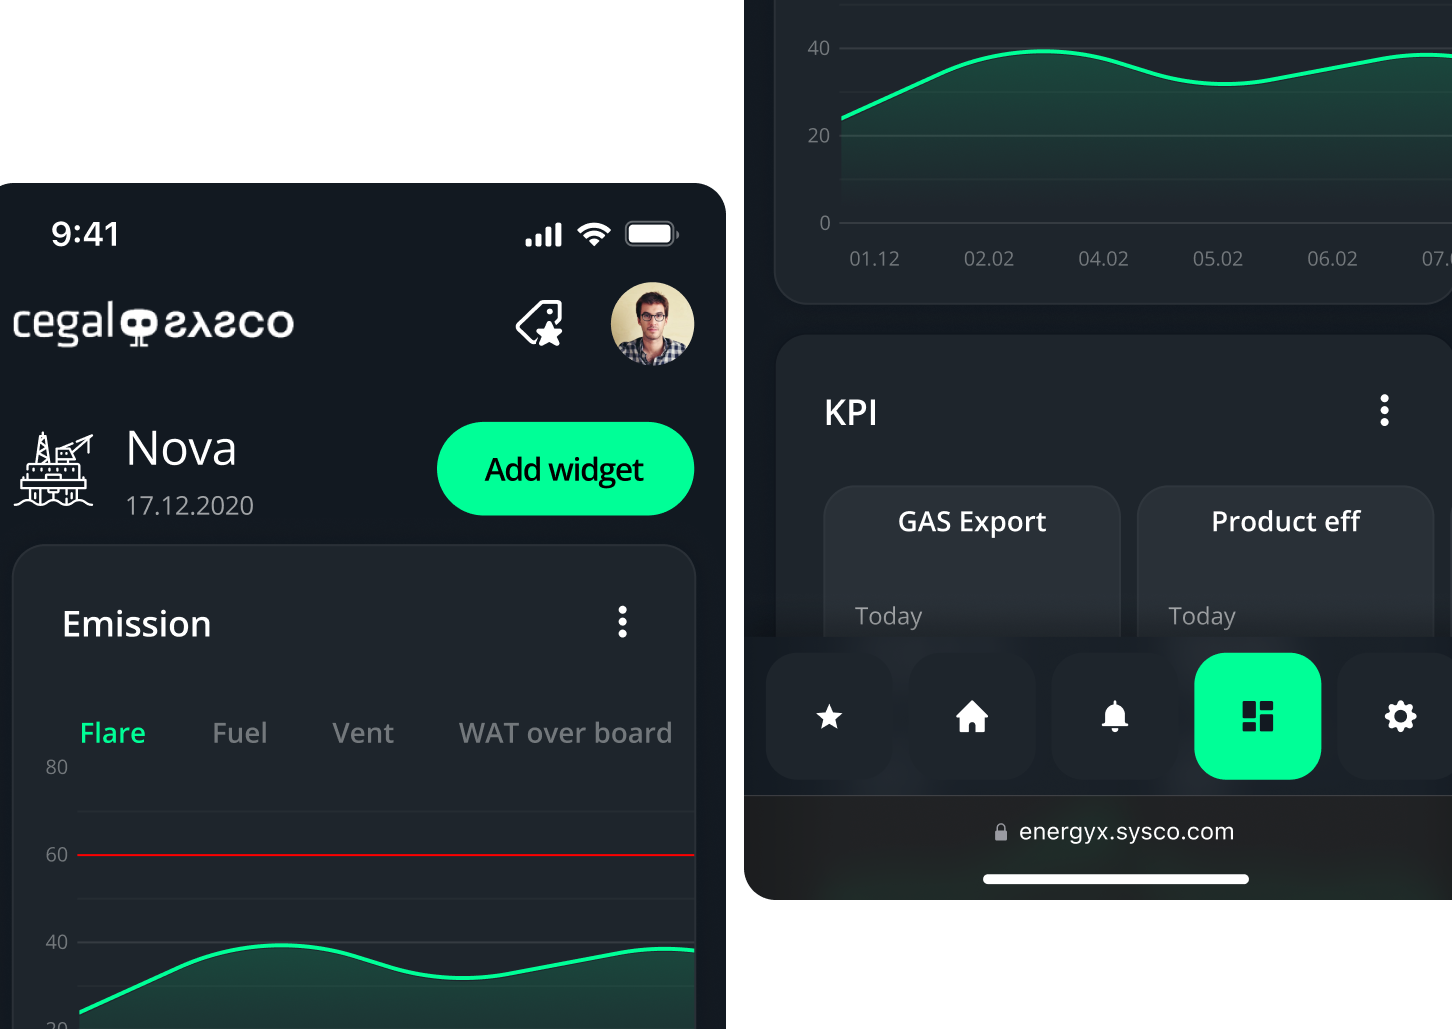 9:41
cegal sysco
Nova
17.12.2020
Add widget
Emission
Flare Fuel Vent WAT over board
80
60
40
20
40
20
0
01.12 02.02 04.02 05.02 06.02 07.
KPI
GAS Export
Today
Product eff
Today
energyx.sysco.com